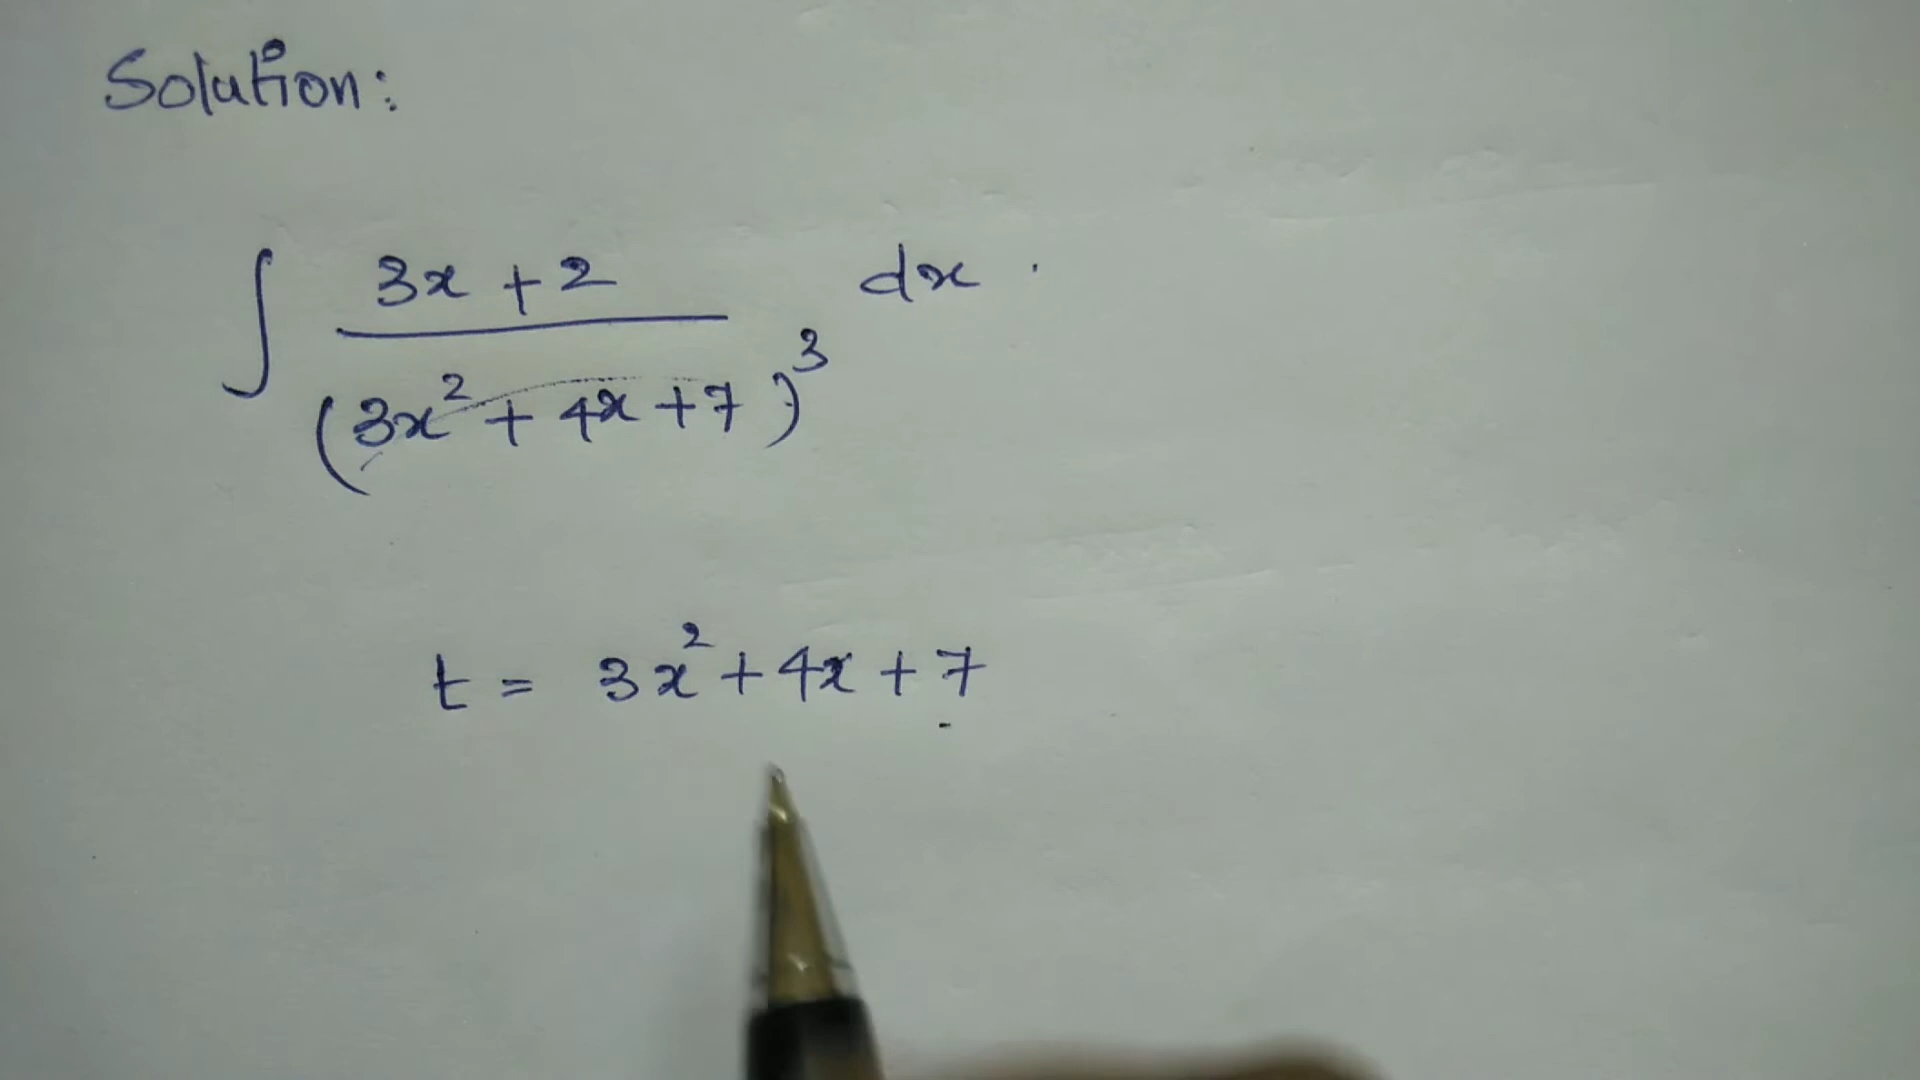 Solution:
∫ 3x + 2 / (3x² + 4x + 7)³ dx.
t = 3x² + 4x + 7